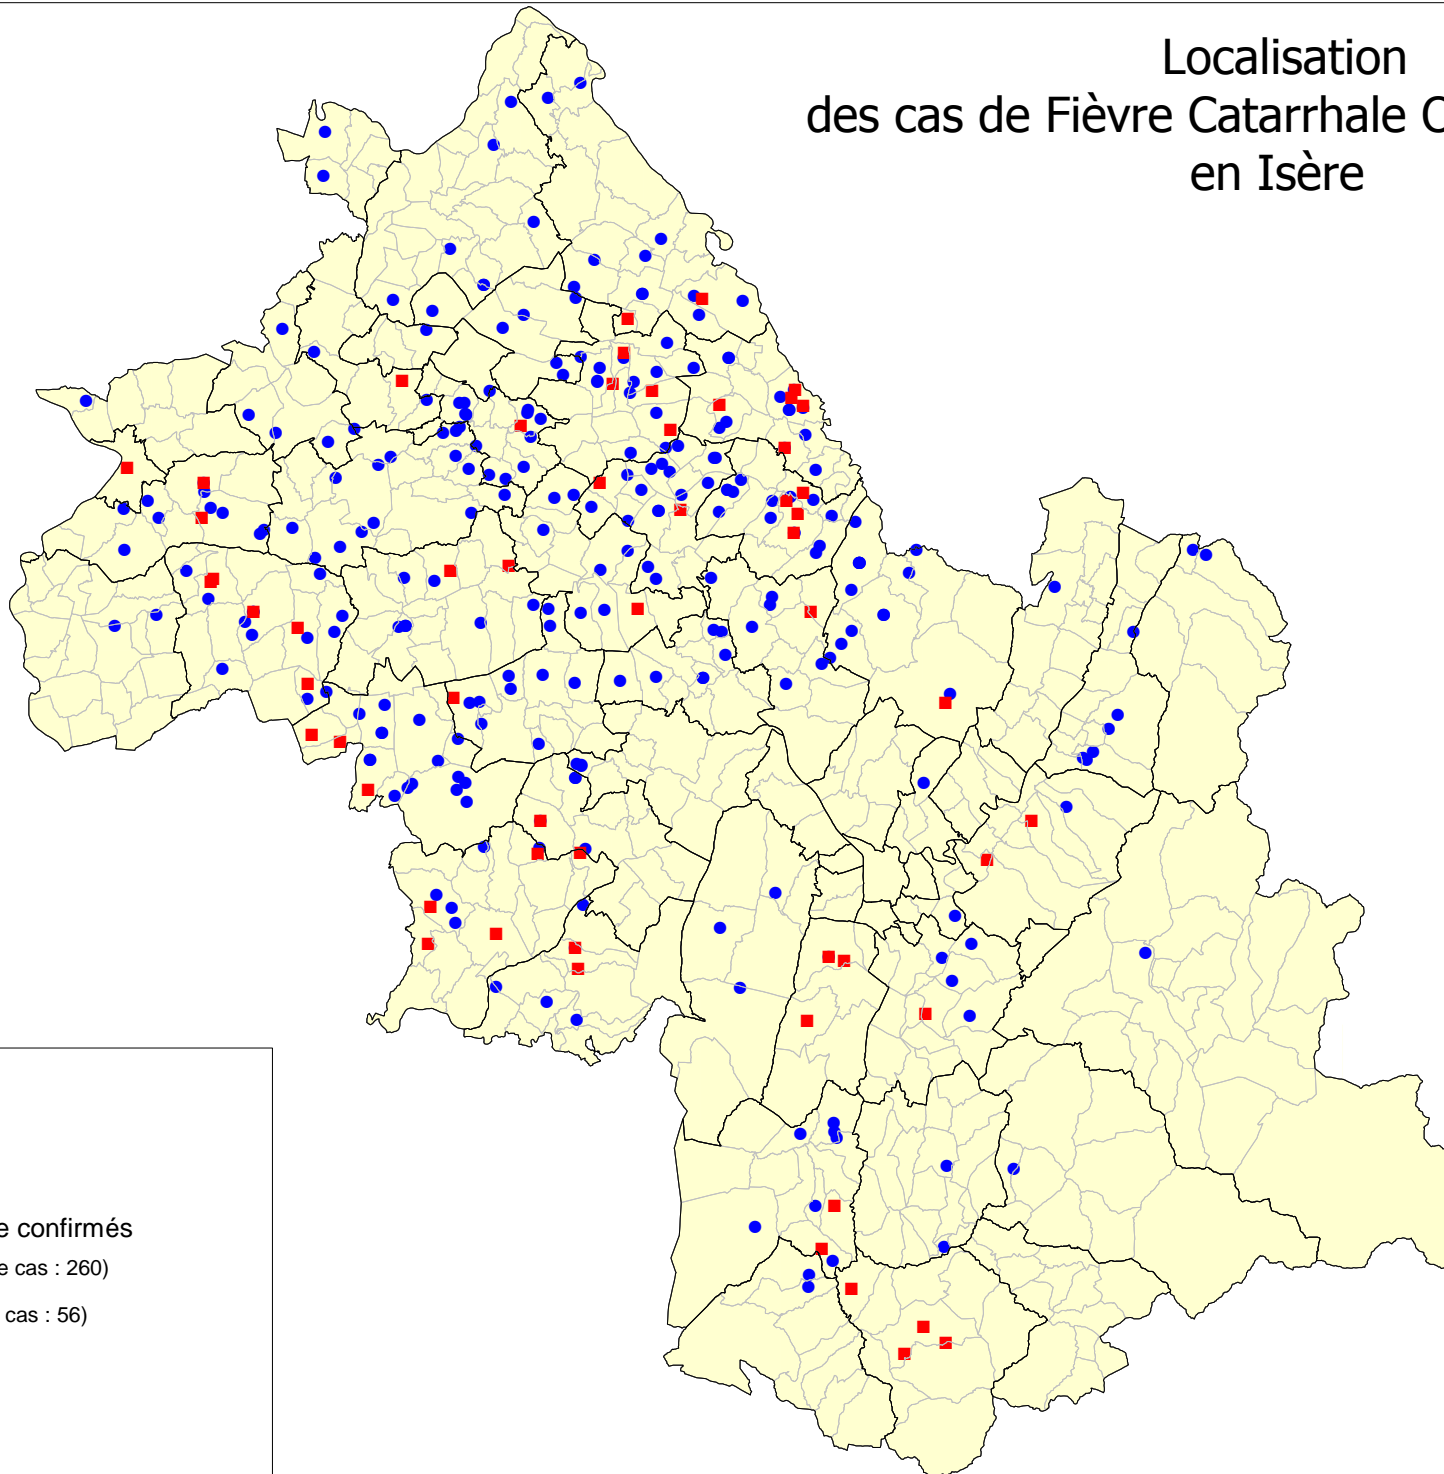 Localisation
des cas de Fièvre Catarrhale
en Isère
confirmés
cas : 260)
cas : 56)